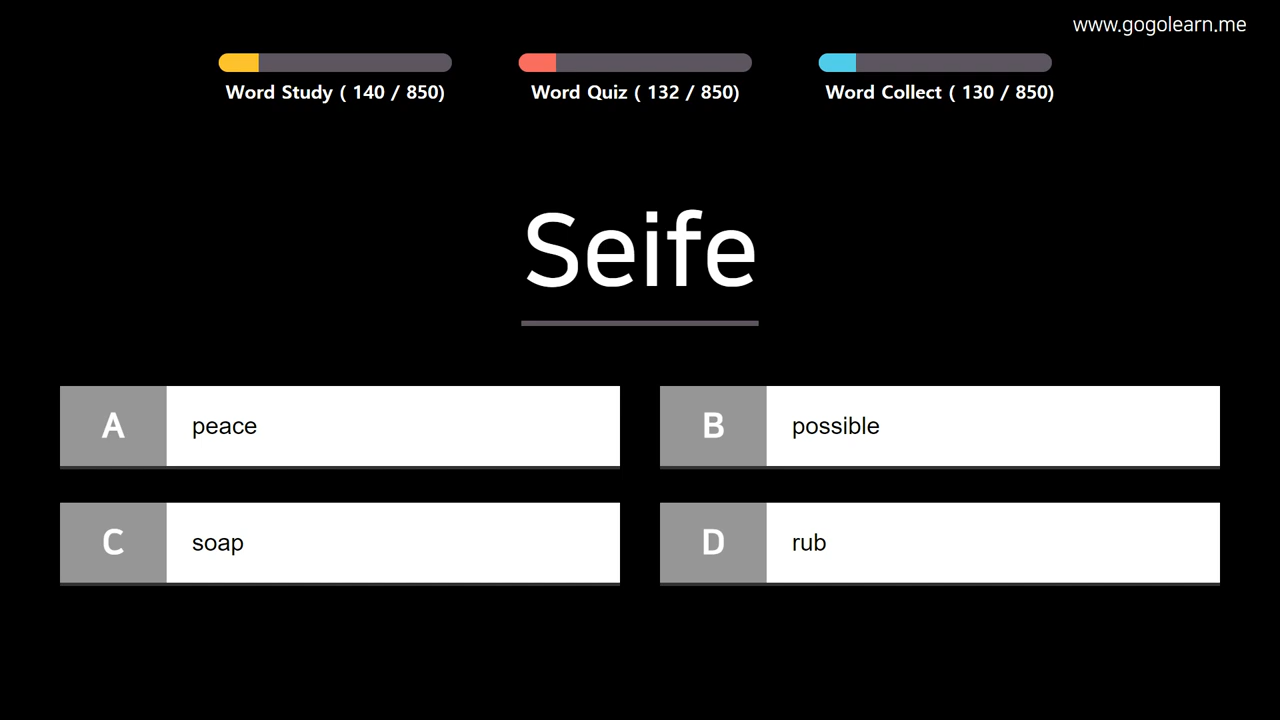 www.gogolearn.me
Word Study ( 140 / 850)
Word Quiz ( 132 / 850)
Word Collect ( 130 / 850)
Seife
A peace
B possible
C soap
D rub